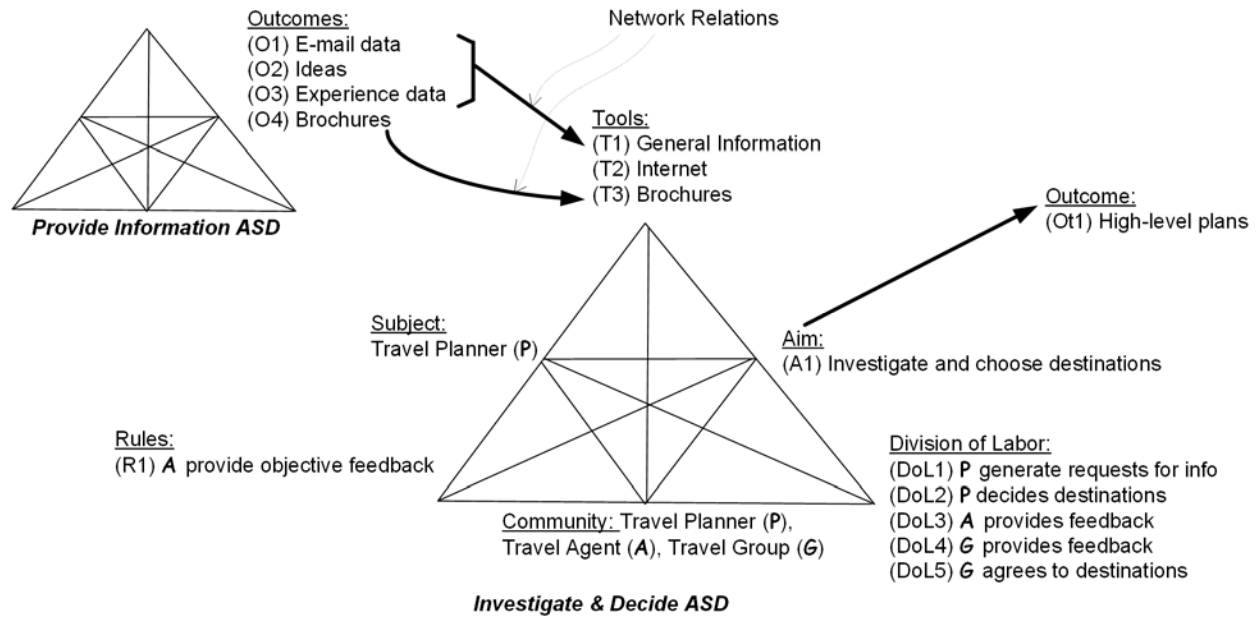 Outcomes:
(O1) E-mail data
(O2) Ideas
(O3) Experience data
(O4) Brochures
Network Relations
Tools:
(T1) General Information
(T2) Internet
(T3) Brochures
Provide Information ASD
Outcome:
(Ot1) High-level plans
Subject:
Travel Planner (P)
Aim:
(A1) Investigate and choose destinations
Rules:
(R1) A provide objective feedback
Division of Labor:
(DoL1) P generate requests for info
(DoL2) P decides destinations
(DoL3) A provides feedback
(DoL4) G provides feedback
(DoL5) G agrees to destinations
Community: Travel Planner (P),
Travel Agent (A), Travel Group (G)
Investigate & Decide ASD